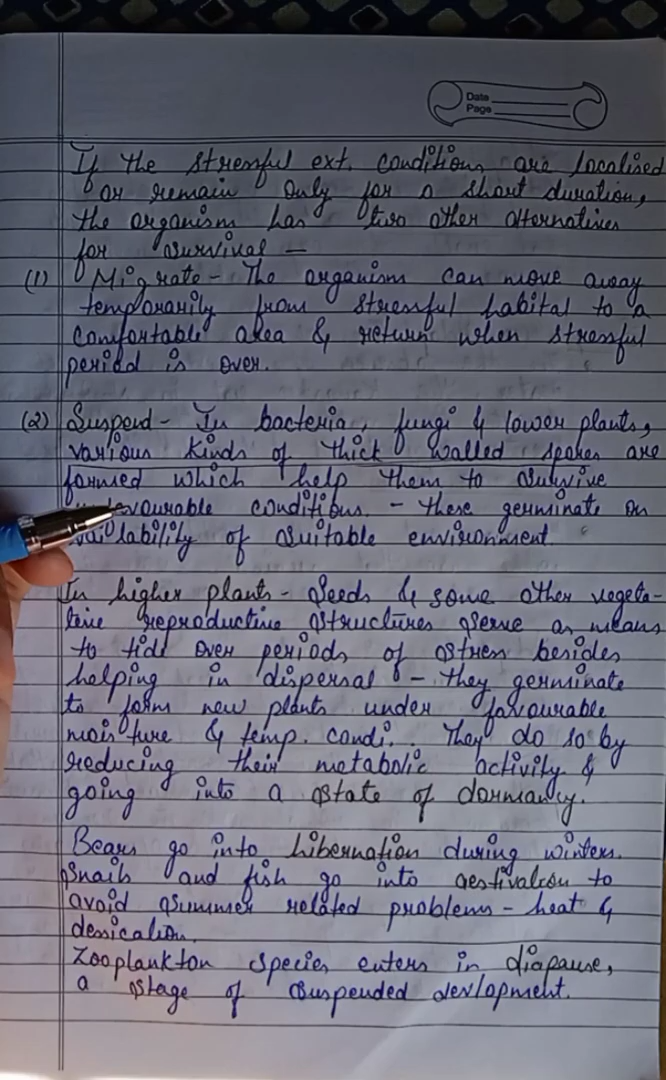 Date
Page
If the stressful ext. conditions are localised
or remain only for a short duration,
the organism has two other alternatives
for survival —
(1) Migrate - The organism can move away
temporarily from stressful habital to a
comfortable area & return when stressful
period is over.
(2) Suspend - In bacteria, fungi & lower plants,
various kinds of thick walled spores are
formed which help them to survive
conditions. - these germinate on
of suitable environment.
In higher plants - Seeds & some other vegeta-
tive reproductive structures serve as means
to tide over periods of stress besides
helping in dispersal - they germinate
to form new plants under favourable
moisture & temp. condi. They do so by
reducing their metabolic activity &
going into a state of dormancy.
Bears go into hibernation during winters.
Snails and fish go into aestivation to
avoid summer related problems - heat &
dessication.
Zooplankton species enters in diapause,
a stage of suspended devlopment.